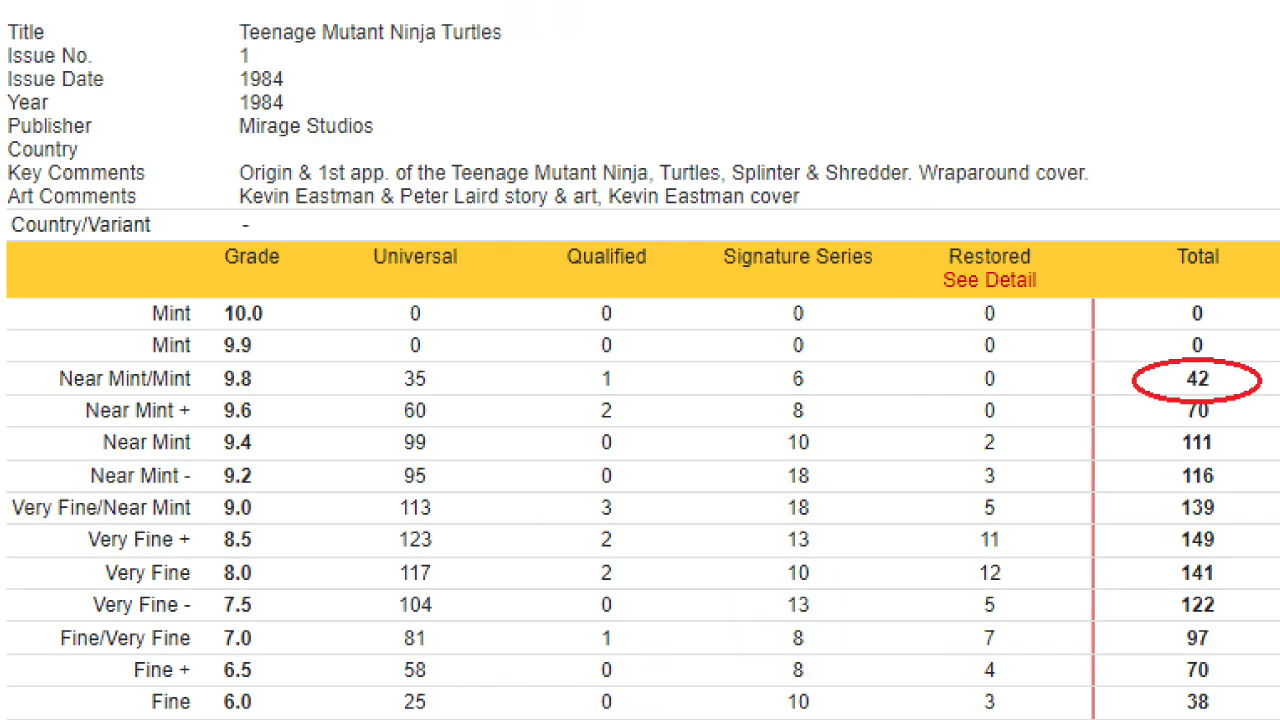 Title Teenage Mutant Ninja Turtles
Issue No. 1
Issue Date 1984
Year 1984
Publisher Mirage Studios
Country
Key Comments Origin & 1st app. of the Teenage Mutant Ninja, Turtles, Splinter & Shredder. Wraparound cover.
Art Comments Kevin Eastman & Peter Laird story & art, Kevin Eastman cover
Country/Variant -
Grade Universal Qualified Signature Series Restored Total
See Detail
Mint 10.0 0 0 0 0 0
Mint 9.9 0 0 0 0 0
Near Mint/Mint 9.8 35 1 6 0 42
Near Mint + 9.6 60 2 8 0 70
Near Mint 9.4 99 0 10 2 111
Near Mint - 9.2 95 0 18 3 116
Very Fine/Near Mint 9.0 113 3 18 5 139
Very Fine + 8.5 123 2 13 11 149
Very Fine 8.0 117 2 10 12 141
Very Fine - 7.5 104 0 13 5 122
Fine/Very Fine 7.0 81 1 8 7 97
Fine + 6.5 58 0 8 4 70
Fine 6.0 25 0 10 3 38